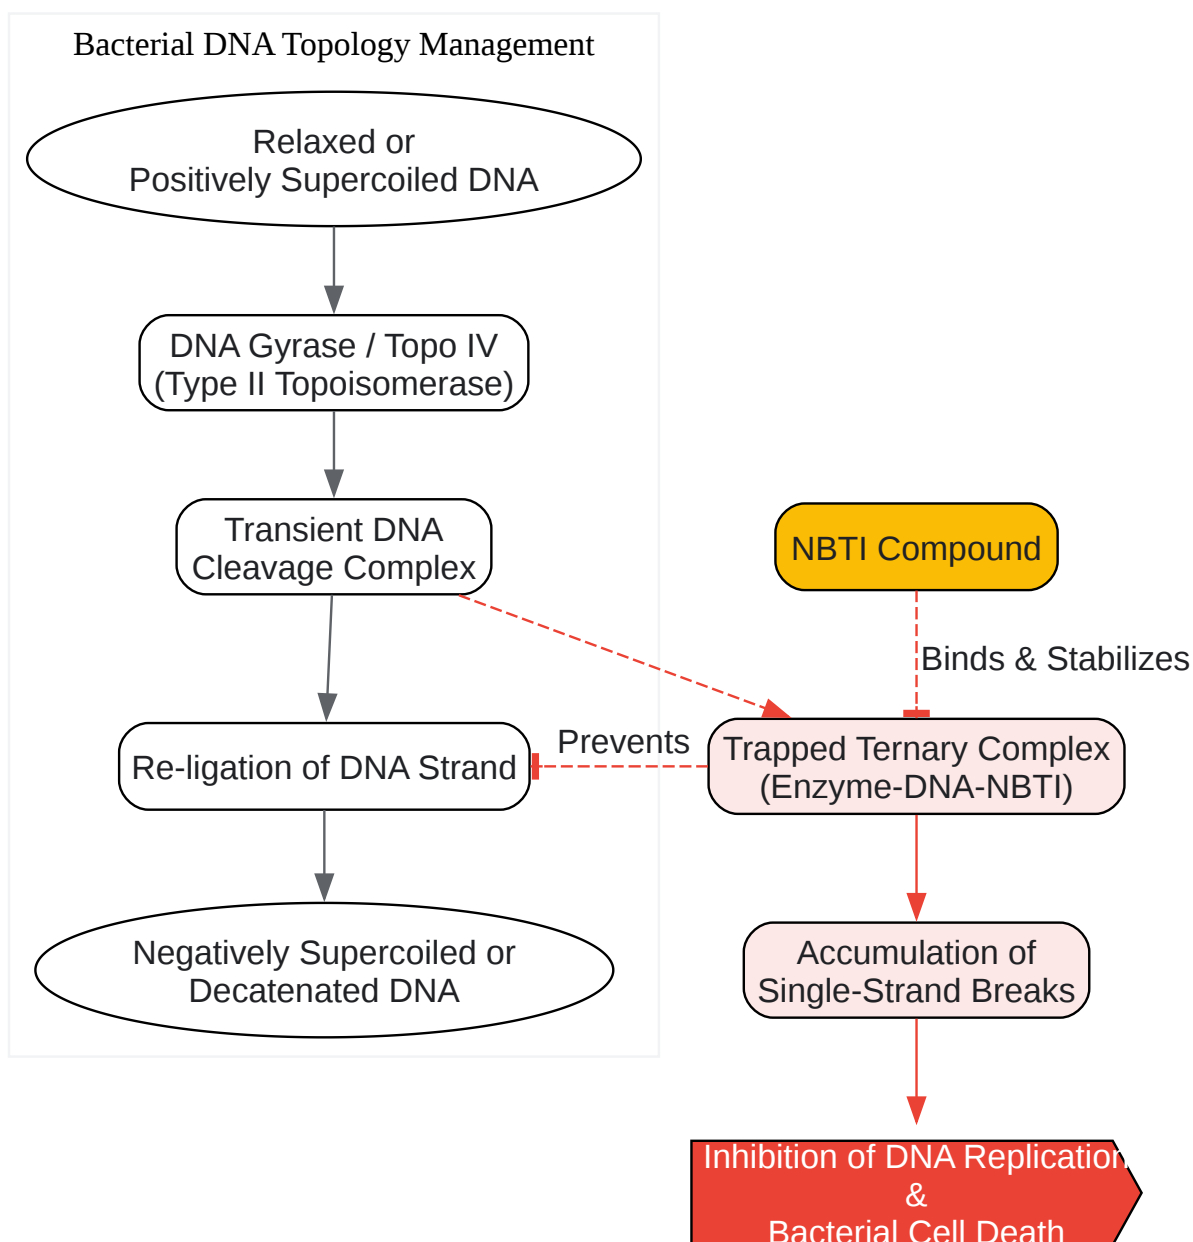 Bacterial DNA Topology Management
Relaxed or
Positively Supercoiled DNA
DNA Gyrase / Topo IV
(Type II Topoisomerase)
Transient DNA
Cleavage Complex
NBTI Compound
Binds & Stabilizes
Re-ligation of DNA Strand
Prevents
Trapped Ternary Complex
(Enzyme-DNA-NBTI)
Negatively Supercoiled or
Decatenated DNA
Accumulation of
Single-Strand Breaks
Inhibition of DNA Replication
&
Bacterial Cell Death